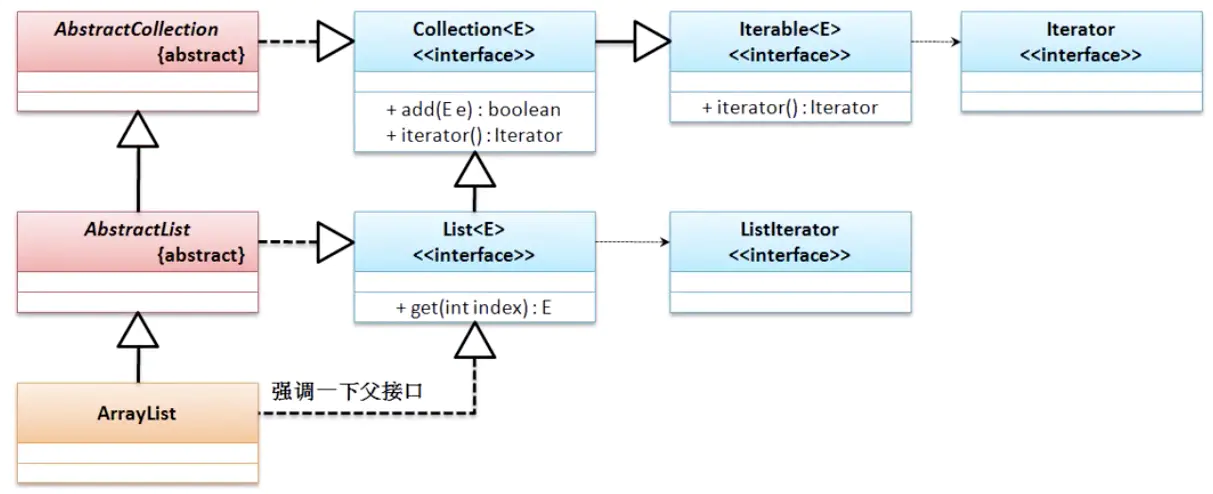 AbstractCollection
{abstract}
Collection<E>
<<interface>>
+ add(E e) : boolean
+ iterator() : Iterator
Iterable<E>
<<interface>>
+ iterator() : Iterator
Iterator
<<interface>>
AbstractList
{abstract}
List<E>
<<interface>>
+ get(int index) : E
ListIterator
<<interface>>
ArrayList
强调一下父接口